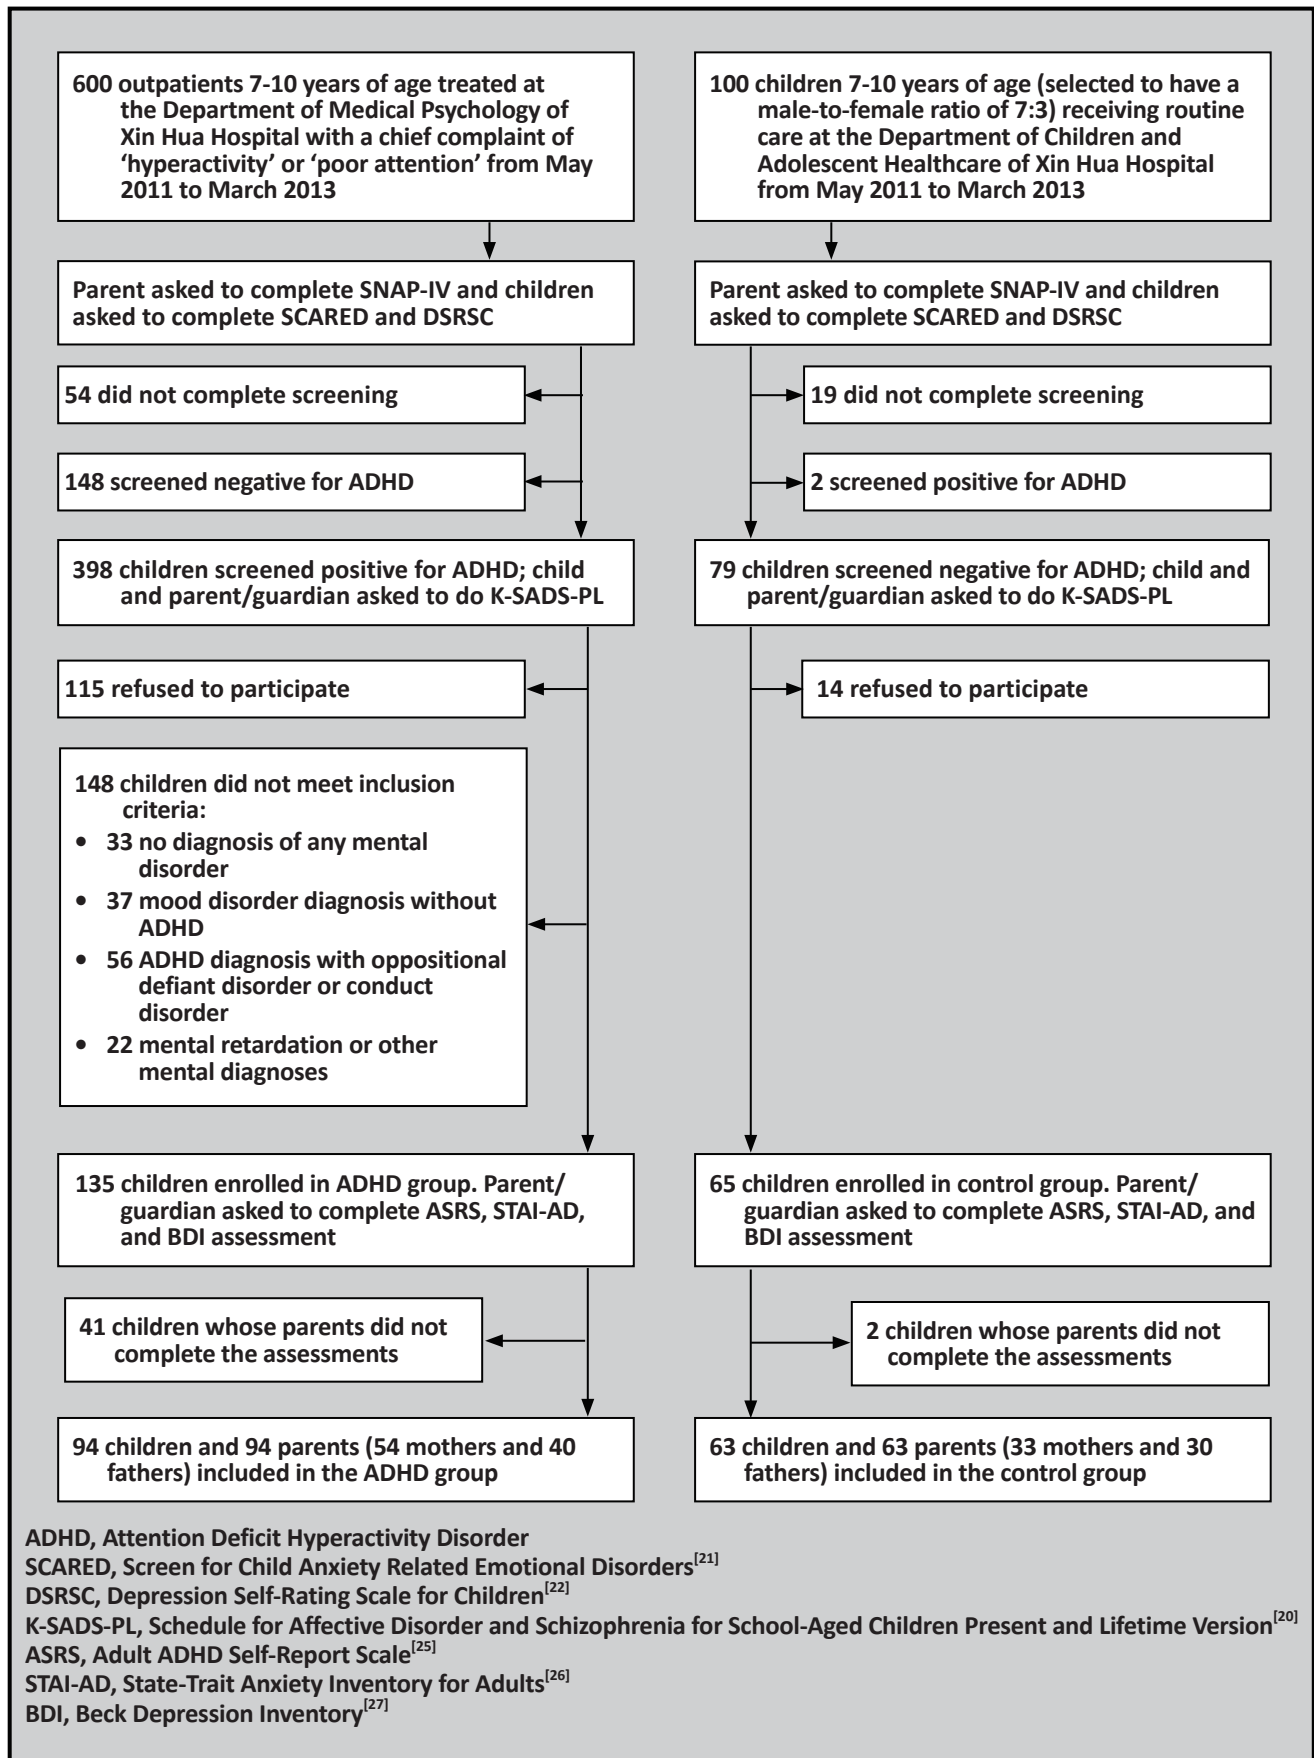 600 outpatients 7-10 years of age treated at
the Department of Medical Psychology of
Xin Hua Hospital with a chief complaint of
‘hyperactivity’ or ‘poor attention’ from May
2011 to March 2013
100 children 7-10 years of age (selected to have a
male-to-female ratio of 7:3) receiving routine
care at the Department of Children and
Adolescent Healthcare of Xin Hua Hospital
from May 2011 to March 2013
Parent asked to complete SNAP-IV and children
asked to complete SCARED and DSRSC
Parent asked to complete SNAP-IV and children
asked to complete SCARED and DSRSC
54 did not complete screening
19 did not complete screening
148 screened negative for ADHD
2 screened positive for ADHD
398 children screened positive for ADHD; child
and parent/guardian asked to do K-SADS-PL
79 children screened negative for ADHD; child and
parent/guardian asked to do K-SADS-PL
115 refused to participate
14 refused to participate
148 children did not meet inclusion
criteria:
• 33 no diagnosis of any mental
disorder
• 37 mood disorder diagnosis without
ADHD
• 56 ADHD diagnosis with oppositional
defiant disorder or conduct
disorder
• 22 mental retardation or other
mental diagnoses
135 children enrolled in ADHD group. Parent/
guardian asked to complete ASRS, STAI-AD,
and BDI assessment
65 children enrolled in control group. Parent/
guardian asked to complete ASRS, STAI-AD, and
BDI assessment
41 children whose parents did not
complete the assessments
2 children whose parents did not
complete the assessments
94 children and 94 parents (54 mothers and 40
fathers) included in the ADHD group
63 children and 63 parents (33 mothers and 30
fathers) included in the control group
ADHD, Attention Deficit Hyperactivity Disorder
SCARED, Screen for Child Anxiety Related Emotional Disorders[21]
DSRSC, Depression Self-Rating Scale for Children[22]
K-SADS-PL, Schedule for Affective Disorder and Schizophrenia for School-Aged Children Present and Lifetime Version[20]
ASRS, Adult ADHD Self-Report Scale[25]
STAI-AD, State-Trait Anxiety Inventory for Adults[26]
BDI, Beck Depression Inventory[27]